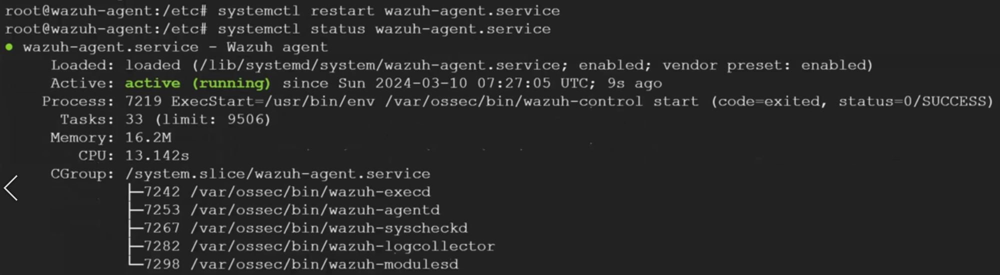 root@wazuh-agent:/etc# systemctl restart wazuh-agent.service
root@wazuh-agent:/etc# systemctl status wazuh-agent.service
● wazuh-agent.service - Wazuh agent
Loaded: loaded (/lib/systemd/system/wazuh-agent.service; enabled; vendor preset: enabled)
Active: active (running) since Sun 2024-03-10 07:27:05 UTC; 9s ago
Process: 7219 ExecStart=/usr/bin/env /var/ossec/bin/wazuh-control start (code=exited, status=0/SUCCESS)
Tasks: 33 (limit: 9506)
Memory: 16.2M
CPU: 13.142s
CGroup: /system.slice/wazuh-agent.service
├─7242 /var/ossec/bin/wazuh-execd
├─7253 /var/ossec/bin/wazuh-agentd
├─7267 /var/ossec/bin/wazuh-syscheckd
├─7282 /var/ossec/bin/wazuh-logcollector
└─7298 /var/ossec/bin/wazuh-modulesd